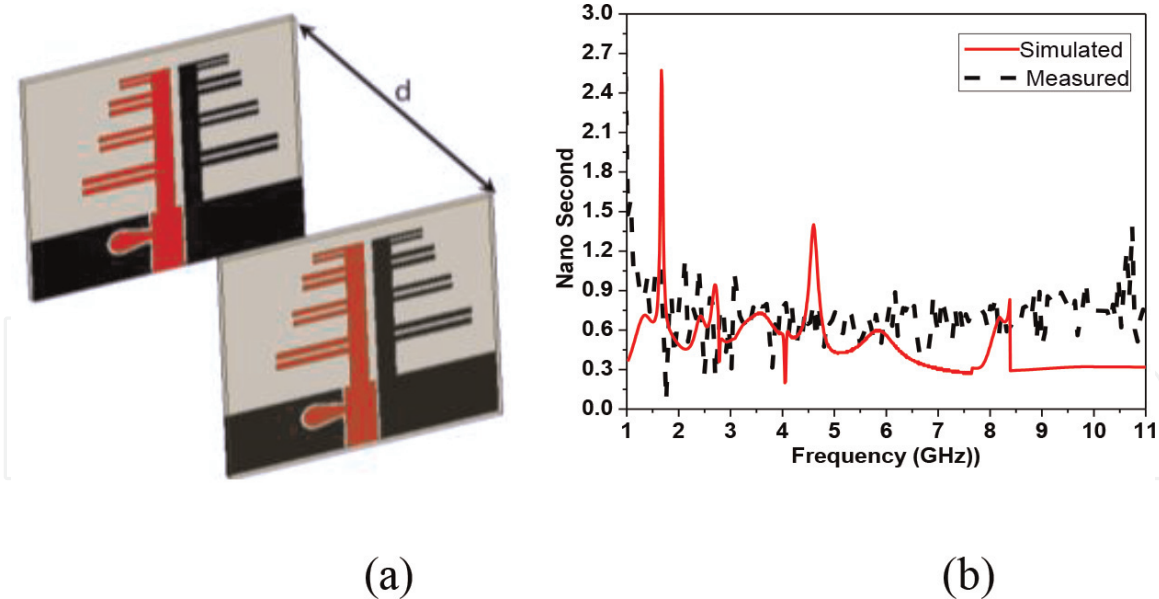 d
3.0
2.7
2.4
2.1
1.8
1.5
1.2
0.9
0.6
0.3
0.0
Nano Second
Simulated
Measured
1 2 3 4 5 6 7 8 9 10 11
Frequency (GHz))
(a) (b)